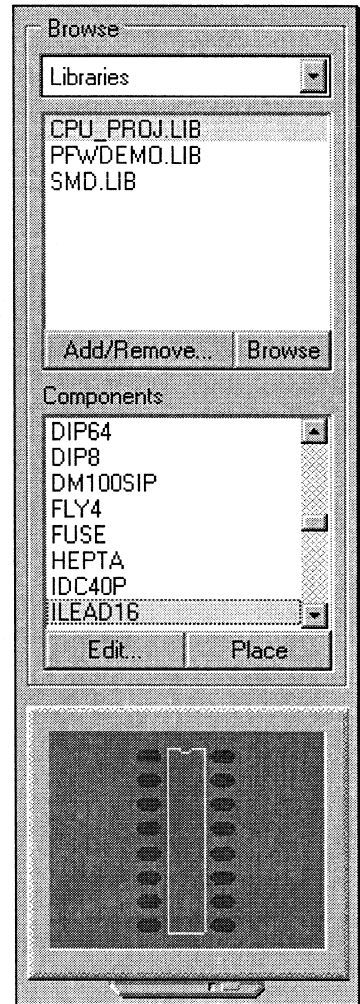 Browse
Libraries
CPU_PROJ.LIB
PFWDEMO.LIB
SMD.LIB
Add/Remove... Browse
Components
DIP64
DIP8
DM100SIP
FLY4
FUSE
HEPTA
IDC40P
ILEAD16
Edit... Place